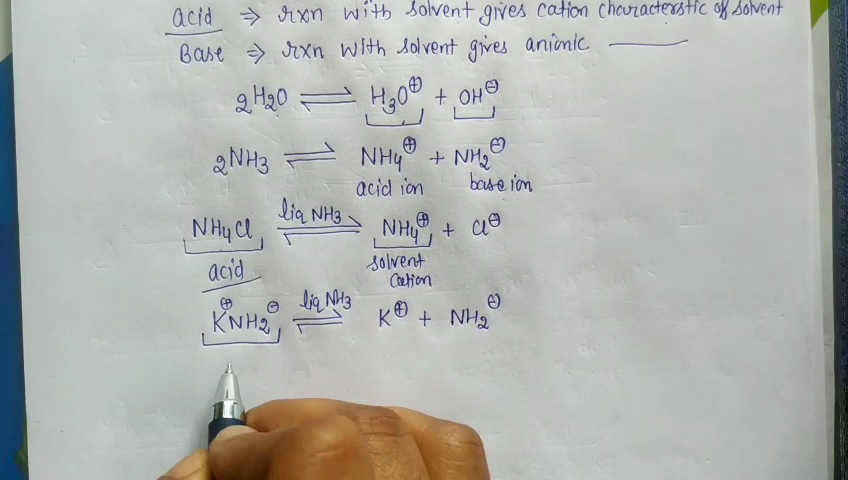 acid ⇒ rxn with solvent gives cation characterstic of solvent
Base ⇒ rxn with solvent gives anionic ———
2H2O ⇌ H3O⊕ + OH⊖
2NH3 ⇌ NH4⊕ + NH2⊖
acid ion base ion
NH4Cl liq NH3 ⇌ NH4⊕ + Cl⊖
acid solvent cation
K⊕NH2⊖ liq NH3 ⇌ K⊕ + NH2⊖